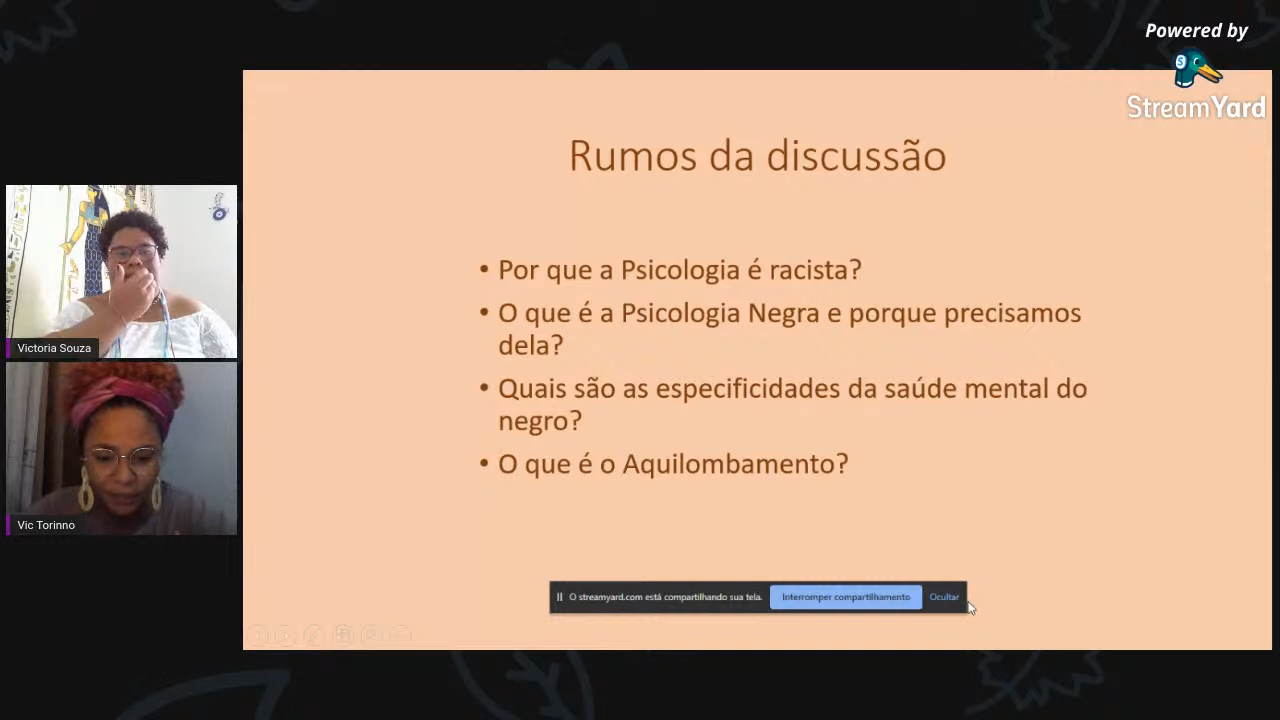 Powered by
StreamYard
Rumos da discussão
• Por que a Psicologia é racista?
• O que é a Psicologia Negra e porque precisamos
dela?
• Quais são as especificidades da saúde mental do
negro?
• O que é o Aquilombamento?
Victoria Souza
Vic Torinno
O streamyard.com está compartilhando sua tela.
Interromper compartilhamento
Ocultar